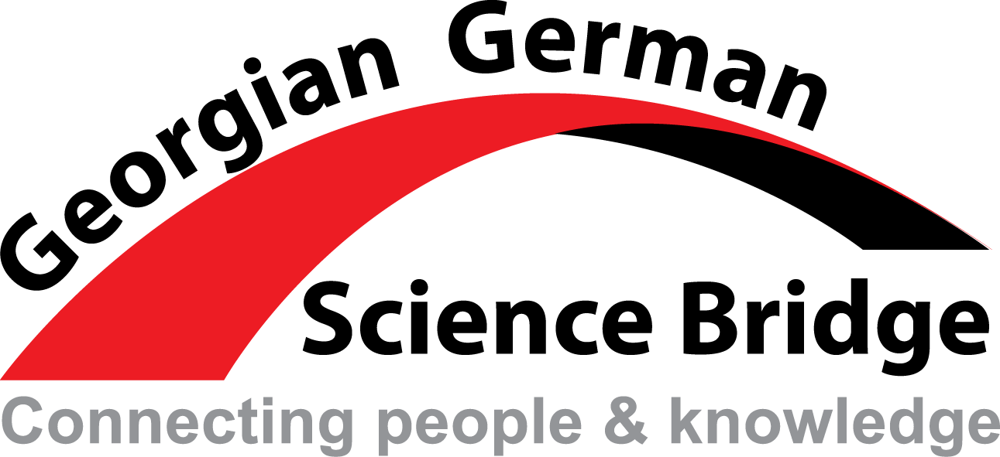 Georgian German
Science Bridge
Connecting people & knowledge